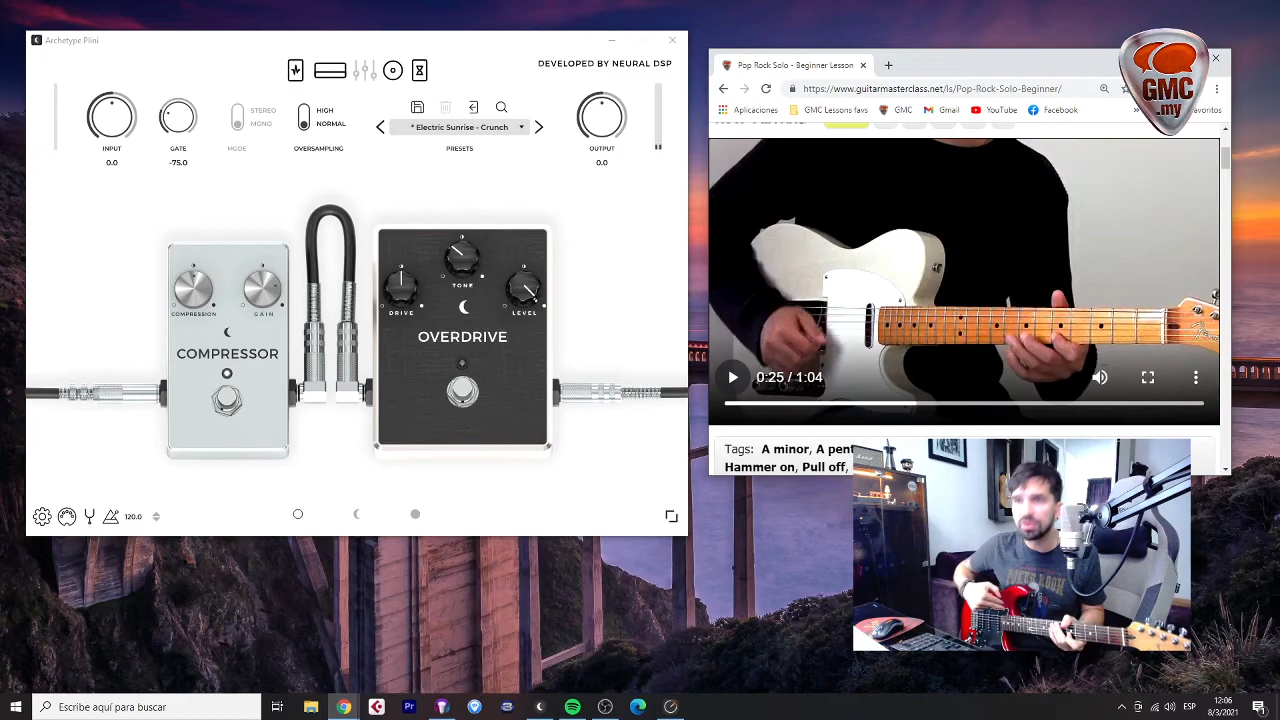 Archetype Plini
DEVELOPED BY NEURAL DSP
STEREO
MONO
HIGH
NORMAL
* Electric Sunrise - Crunch
INPUT
GATE
MODE
OVERSAMPLING
PRESETS
OUTPUT
0.0
-75.0
0.0
COMPRESSION
GAIN
COMPRESSOR
TONE
DRIVE
LEVEL
OVERDRIVE
120.0
Pop Rock Solo - Beginner Lesson
https://www.guitarmasterclass.net/ls/Pop-Rock-Solo-Beginner/
Aplicaciones
GMC Lessons favs
GMC
Gmail
YouTube
Facebook
GMC
.my
0:25 / 1:04
Tags: A minor, A pent
Hammer on, Pull off,
Escribe aquí para buscar
Pr
ESP
12:06
8/3/2021